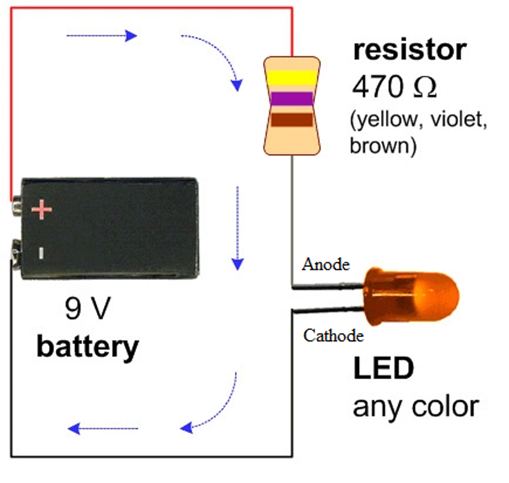 resistor
470 Ω
(yellow, violet,
brown)
+
-
Anode
9 V
battery
Cathode
LED
any color